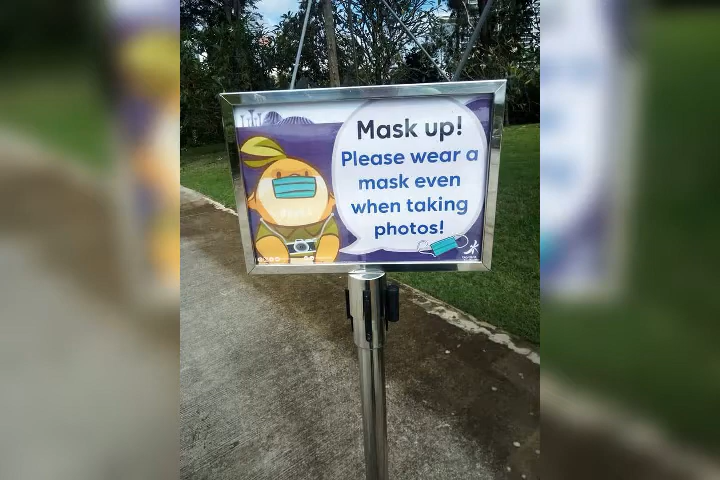 Mask up!
Please wear a
mask even
when taking
photos!